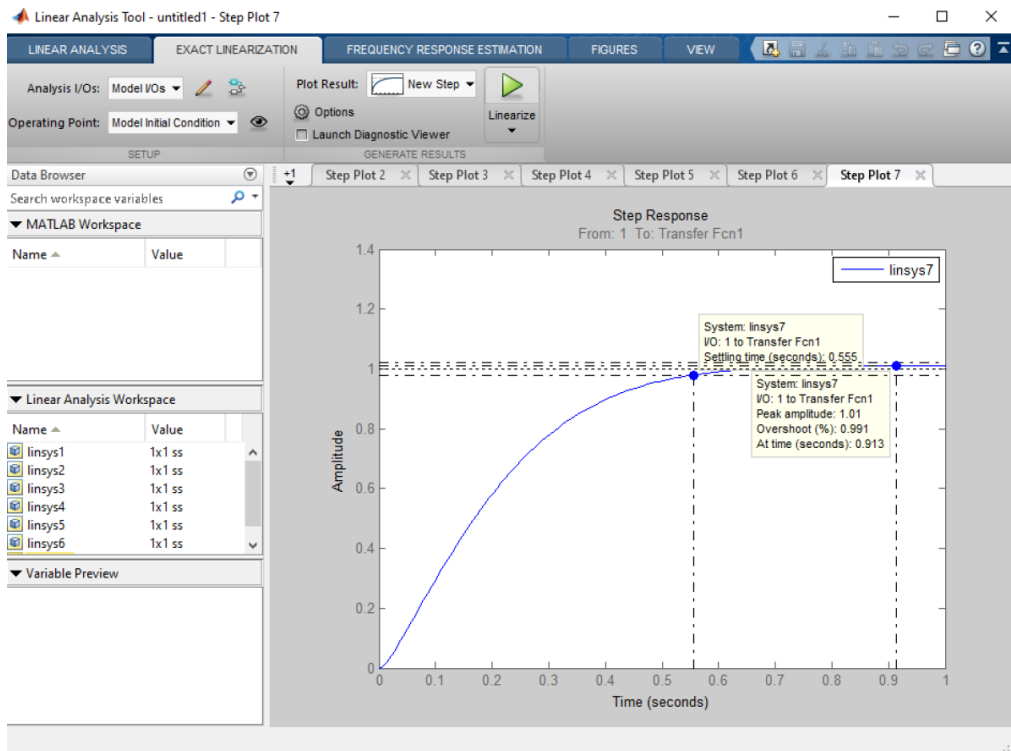 Linear Analysis Tool - untitled1 - Step Plot 7
LINEAR ANALYSIS EXACT LINEARIZATION FREQUENCY RESPONSE ESTIMATION FIGURES VIEW
Analysis I/Os: Model I/Os
Operating Point: Model Initial Condition
SETUP
Plot Result: New Step
Options
Launch Diagnostic Viewer
Linearize
GENERATE RESULTS
Data Browser
Search workspace variables
MATLAB Workspace
Name Value
Linear Analysis Workspace
Name Value
linsys1 1x1 ss
linsys2 1x1 ss
linsys3 1x1 ss
linsys4 1x1 ss
linsys5 1x1 ss
linsys6 1x1 ss
Variable Preview
+1 Step Plot 2 Step Plot 3 Step Plot 4 Step Plot 5 Step Plot 6 Step Plot 7
Step Response
From: 1 To: Transfer Fcn1
linsys7
System: linsys7
I/O: 1 to Transfer Fcn1
Settling time (seconds): 0.555
System: linsys7
I/O: 1 to Transfer Fcn1
Peak amplitude: 1.01
Overshoot (%): 0.991
At time (seconds): 0.913
Amplitude
1.4
1.2
1
0.8
0.6
0.4
0.2
0
0 0.1 0.2 0.3 0.4 0.5 0.6 0.7 0.8 0.9 1
Time (seconds)